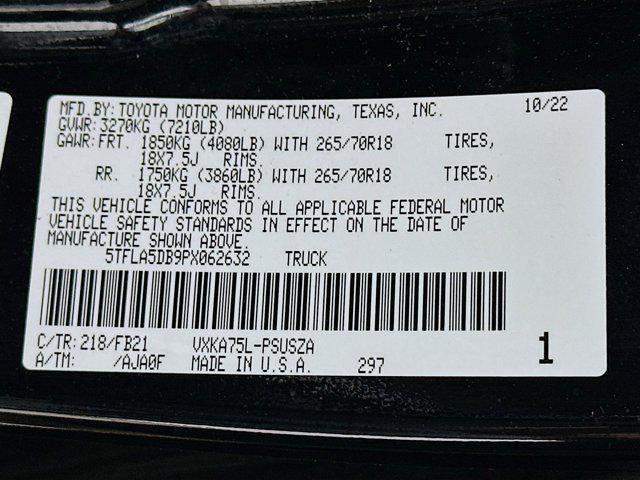 MFD.BY: TOYOTA MOTOR MANUFACTURING, TEXAS, INC. 10/22
GVWR: 3270KG (7210LB)
GAWR: FRT. 1850KG (4080LB) WITH 265/70R18 TIRES,
18X7.5J RIMS.
RR. 1750KG (3860LB) WITH 265/70R18 TIRES,
18X7.5J RIMS.
THIS VEHICLE CONFORMS TO ALL APPLICABLE FEDERAL MOTOR
VEHICLE SAFETY STANDARDS IN EFFECT ON THE DATE OF
MANUFACTURE SHOWN ABOVE.
5TFLA5DB9PX062632 TRUCK
C/TR: 218/FB21 VXKA75L-PSUSZA
A/TM: /AJA0F MADE IN U.S.A. 297 1